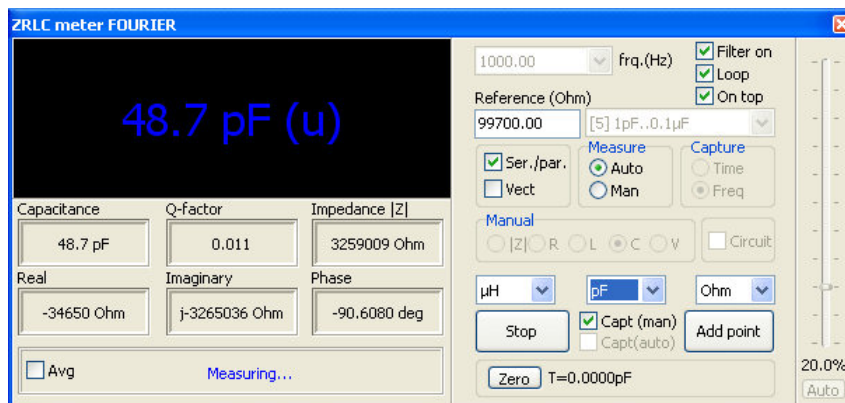 ZRLC meter FOURIER
48.7 pF (u)
Capacitance Q-factor Impedance |Z|
48.7 pF 0.011 3259009 Ohm
Real Imaginary Phase
-34650 Ohm j-3265036 Ohm -90.6080 deg
Avg Measuring...
1000.00 frq.(Hz) Filter on
Loop
Reference (Ohm) On top
99700.00 [5] 1pF..0.1µF
Measure Capture
Ser./par. Auto Time
Vect Man Freq
Manual
|Z| R L C V Circuit
µH pF Ohm
Stop Capt (man) Add point
Capt(auto)
Zero T=0.0000pF
20.0%
Auto